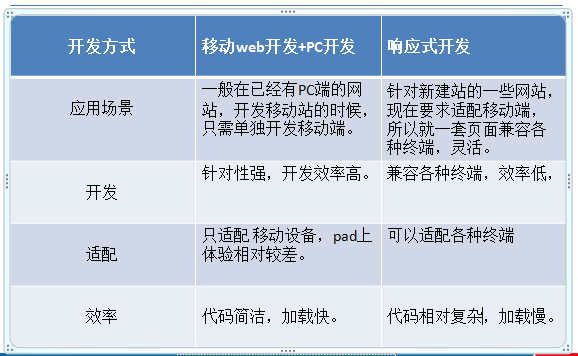 开发方式
移动web开发+PC开发
响应式开发
应用场景
一般在已经有PC端的网
站，开发移动站的时候，
只需单独开发移动端。
针对新建站的一些网站，
现在要求适配移动端，
所以就一套页面兼容各
种终端，灵活。
开发
针对性强，开发效率高。
兼容各种终端，效率低，
适配
只适配 移动设备，pad上
体验相对较差。
可以适配各种终端
效率
代码简洁，加载快。
代码相对复杂，加载慢。